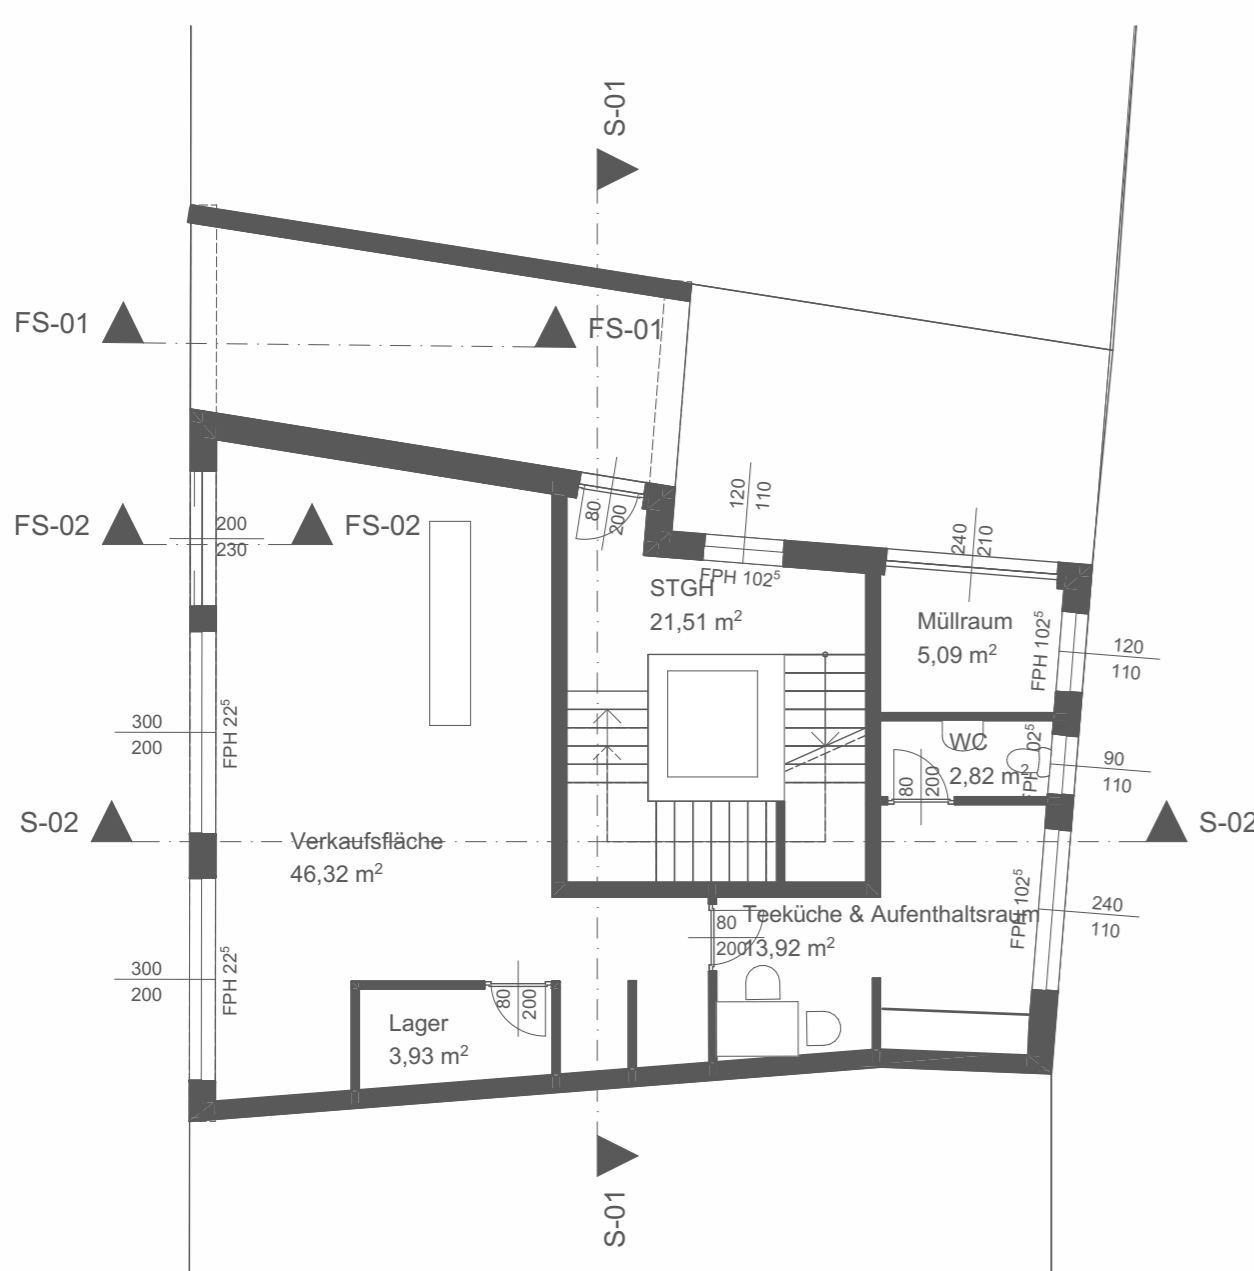 S-01
FS-01
FS-01
FS-02
200
230
FS-02
80
200
120
110
FPH 102⁵
240
210
STGH
21,51 m²
Müllraum
5,09 m²
FPH 102⁵
120
110
300
200
FPH 22⁵
WC
2,82 m²
80
200
90
110
S-02
S-02
Verkaufsfläche
46,32 m²
Teeküche & Aufenthaltsraum
13,92 m²
80
200
FPH 102⁵
240
110
300
200
FPH 22⁵
80
200
Lager
3,93 m²
S-01